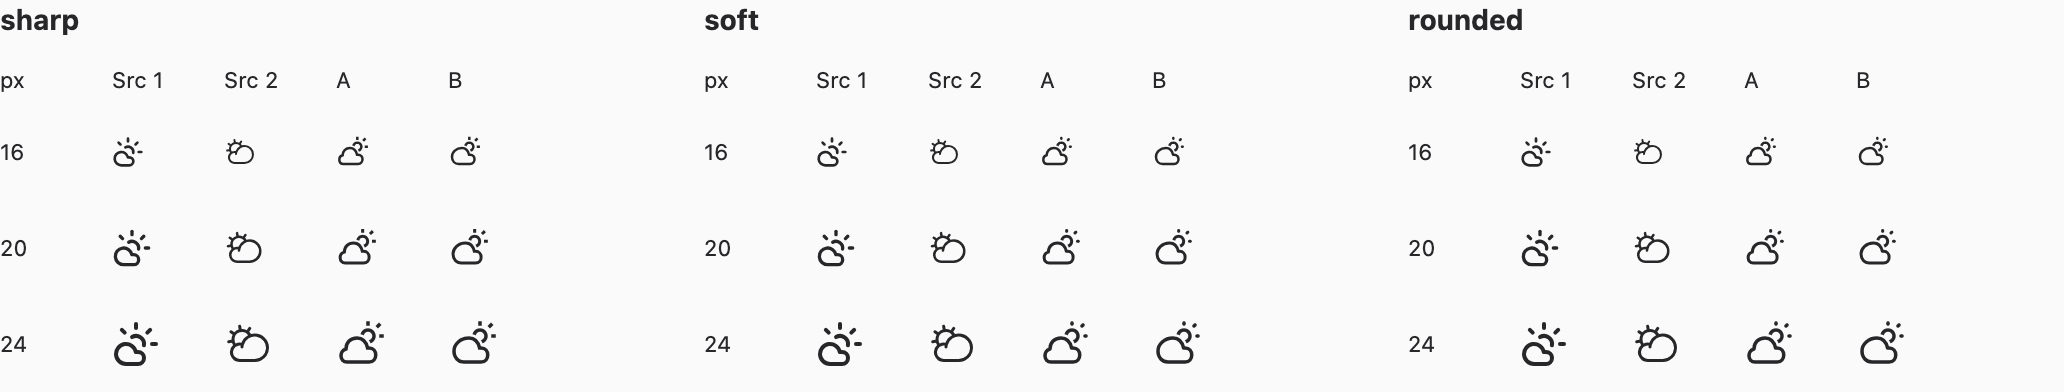 sharp soft rounded
px Src 1 Src 2 A B px Src 1 Src 2 A B px Src 1 Src 2 A B
16 16 16
20 20 20
24 24 24